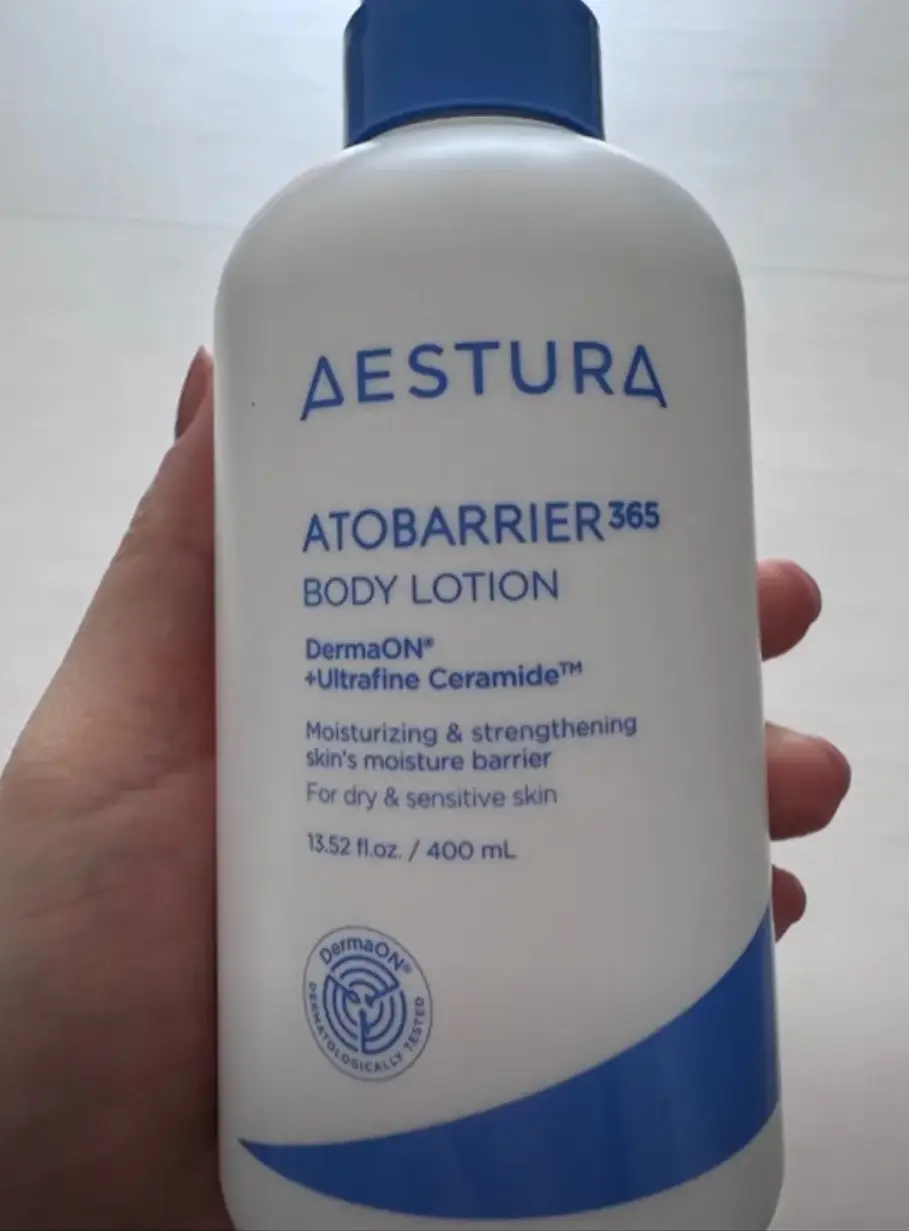 AESTURA
ATOBARRIER365
BODY LOTION
DermaON®
+Ultrafine Ceramide™
Moisturizing & strengthening
skin's moisture barrier
For dry & sensitive skin
13.52 fl.oz. / 400 mL
DermaON®
DERMATOLOGICALLY TESTED